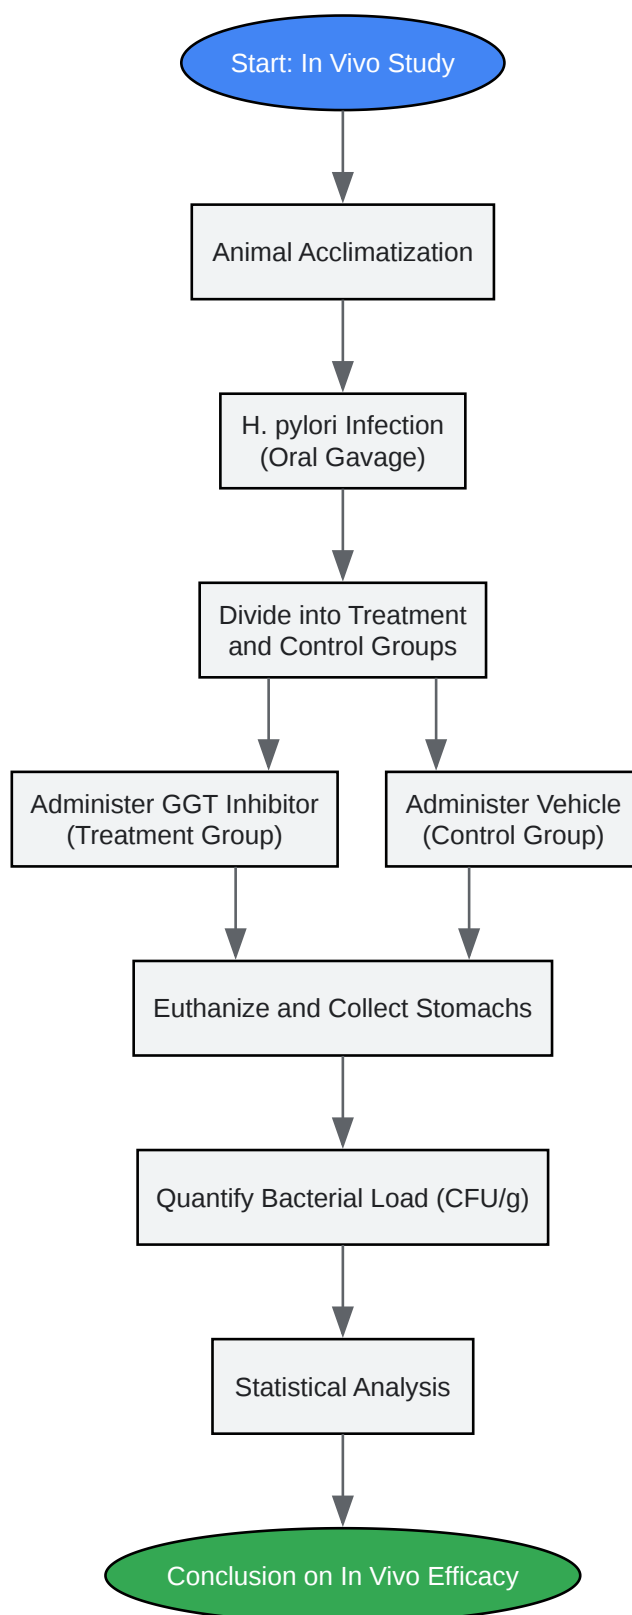 Start: In Vivo Study
Animal Acclimatization
H. pylori Infection
(Oral Gavage)
Divide into Treatment
and Control Groups
Administer GGT Inhibitor
(Treatment Group)
Administer Vehicle
(Control Group)
Euthanize and Collect Stomachs
Quantify Bacterial Load (CFU/g)
Statistical Analysis
Conclusion on In Vivo Efficacy